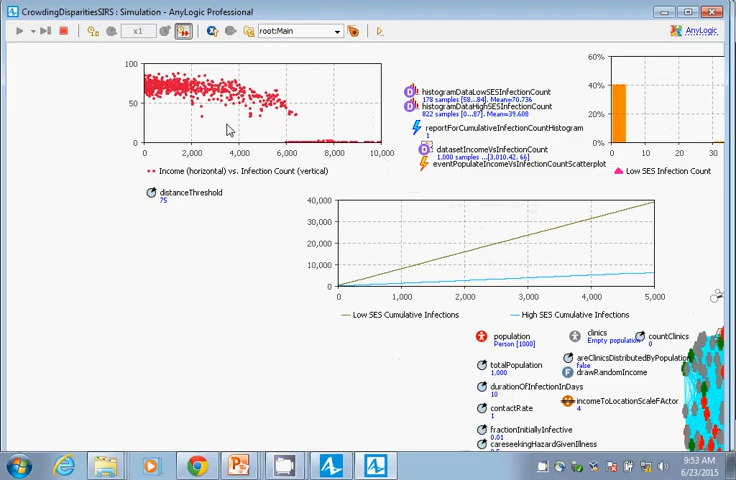 CrowdingDisparitiesSIRS : Simulation - AnyLogic Professional
x1
root:Main
AnyLogic
100
50
0
0
2,000
4,000
6,000
8,000
10,000
Income (horizontal) vs. Infection Count (vertical)
distanceThreshold
75
histogramDataLowSESInfectionCount
178 samples [58...84]. Mean=70.736
histogramDataHighSESInfectionCount
822 samples [0...87]. Mean=39.608
reportForCumulativeInfectionCountHistogram
1
datasetIncomeVsInfectionCount
1,000 samples ...[3,010.42, 66]
eventPopulateIncomeVsInfectionCountScatterplot
60%
40%
20%
0%
0
10
20
30
Low SES Infection Count
40,000
30,000
20,000
10,000
0
0
1,000
2,000
3,000
4,000
5,000
Low SES Cumulative Infections
High SES Cumulative Infections
population
Person [1000]
clinics
Empty population
countClinics
0
areClinicsDistributedByPopulation
false
totalPopulation
1,000
drawRandomIncome
durationOfInfectionInDays
10
incomeToLocationScaleFActor
4
contactRate
1
fractionInitiallyInfective
0.01
careseekingHazardGivenIllness
9:53 AM
6/23/2015